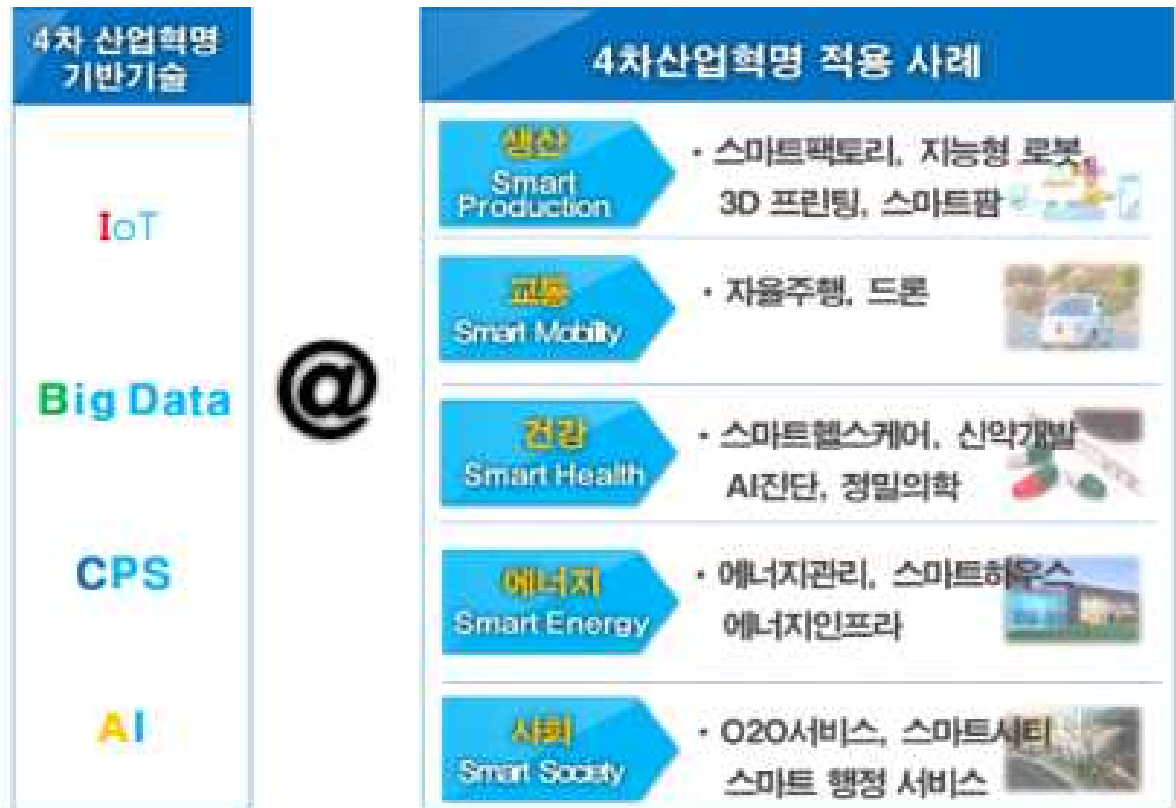 4차 산업혁명
기반기술
IoT
Big Data
CPS
AI
@
4차산업혁명 적용 사례
생산
Smart
Production
• 스마트팩토리, 지능형 로봇,
3D 프린팅, 스마트팜
교통
Smart Mobility
• 자율주행, 드론
건강
Smart Health
• 스마트헬스케어, 신약개발
AI진단, 정밀의학
에너지
Smart Energy
• 에너지관리, 스마트하우스
에너지인프라
사회
Smart Society
• O2O서비스, 스마트시티
스마트 행정 서비스